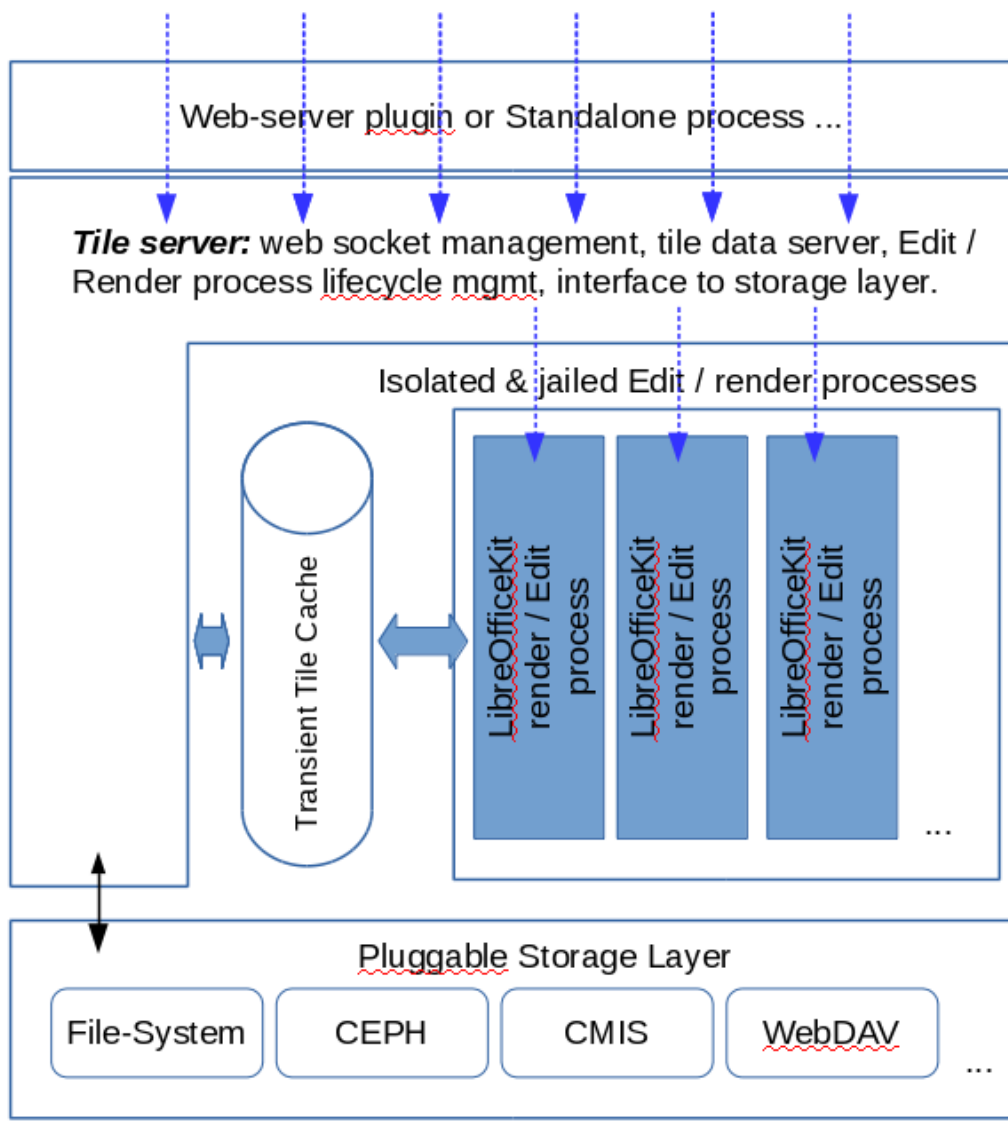 Web-server plugin or Standalone process ...
Tile server: web socket management, tile data server, Edit /
Render process lifecycle mgmt, interface to storage layer.
Isolated & jailed Edit / render processes
Transient Tile Cache
LibreOfficeKit
render / Edit
process
LibreOfficeKit
render / Edit
process
LibreOfficeKit
render / Edit
process
...
Pluggable Storage Layer
File-System
CEPH
CMIS
WebDAV
...